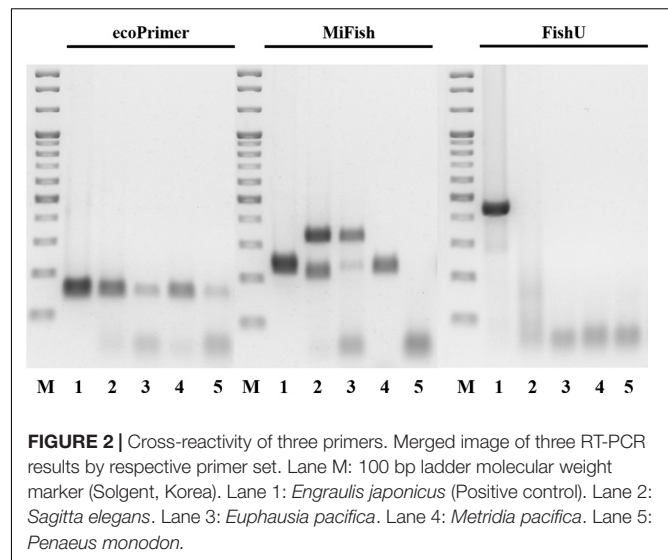 ecoPrimer MiFish FishU
M 1 2 3 4 5 M 1 2 3 4 5 M 1 2 3 4 5
FIGURE 2 | Cross-reactivity of three primers. Merged image of three RT-PCR
results by respective primer set. Lane M: 100 bp ladder molecular weight
marker (Solgent, Korea). Lane 1: Engraulis japonicus (Positive control). Lane 2:
Sagitta elegans. Lane 3: Euphausia pacifica. Lane 4: Metridia pacifica. Lane 5:
Penaeus monodon.